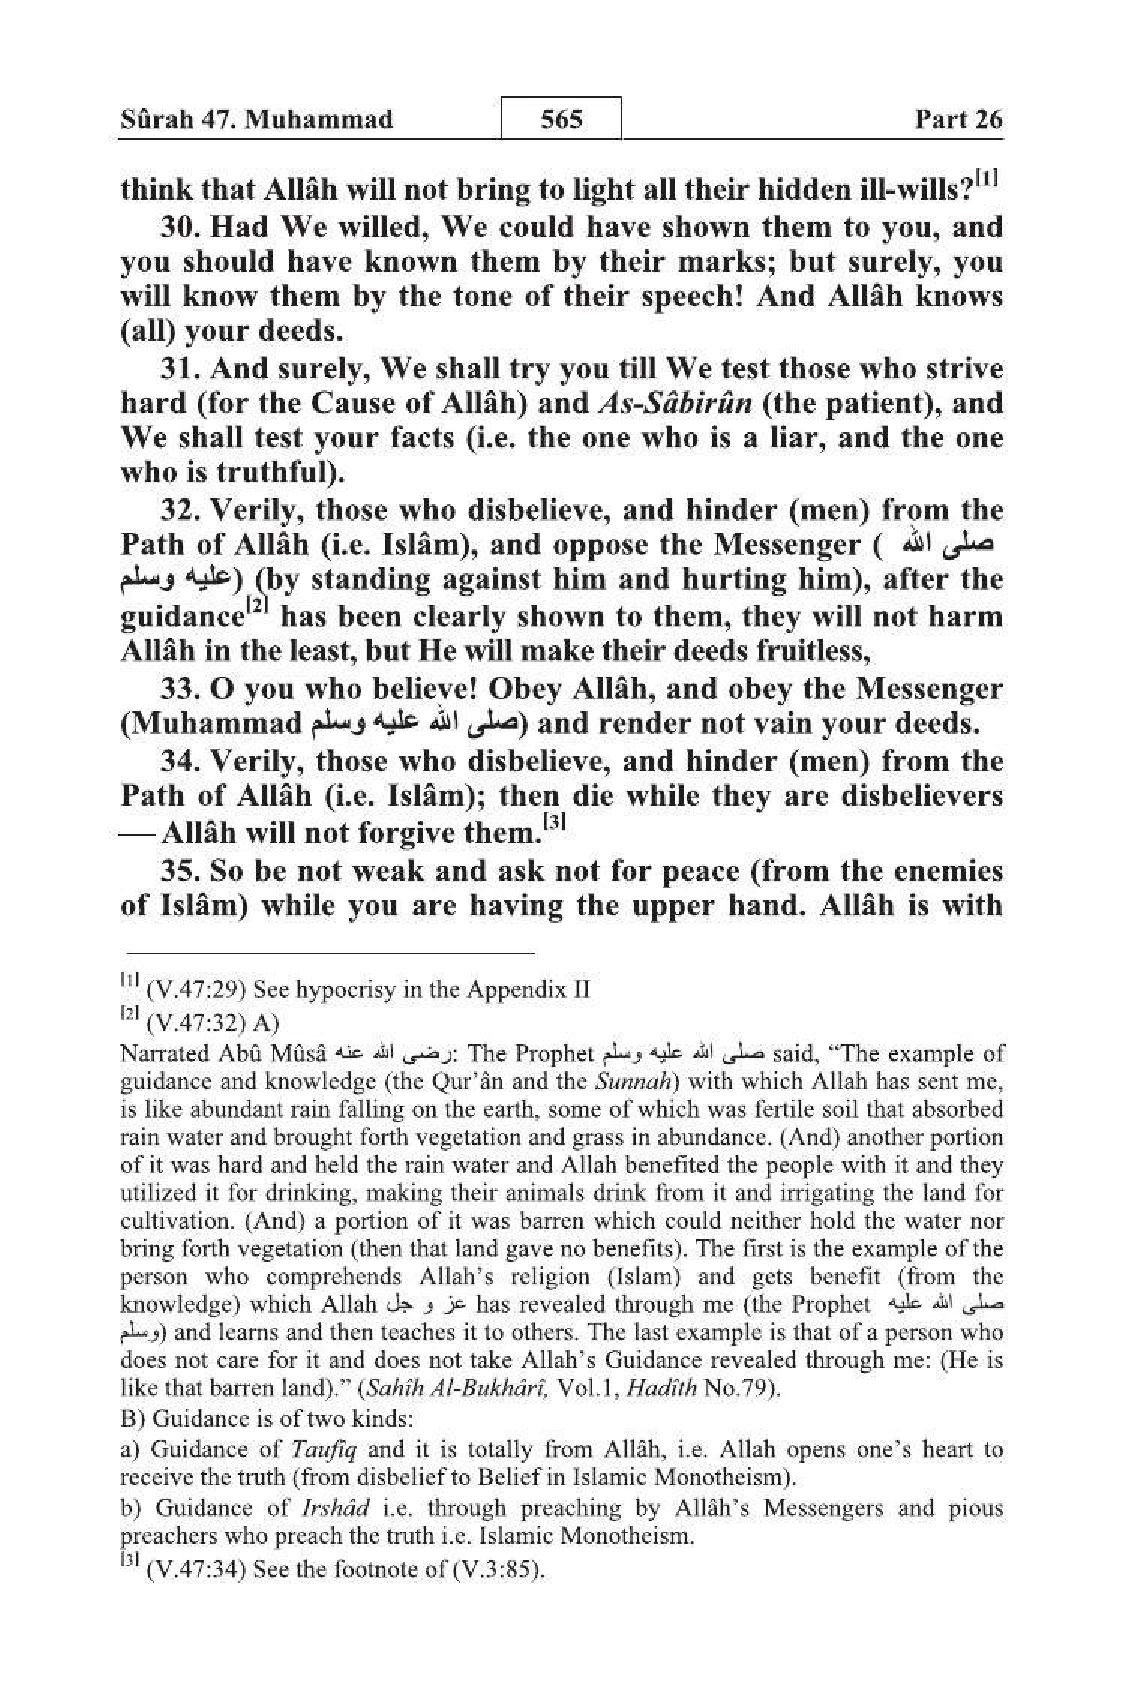 Sûrah 47. Muhammad 565 Part 26
think that Allâh will not bring to light all their hidden ill-wills?[1]
30. Had We willed, We could have shown them to you, and
you should have known them by their marks; but surely, you
will know them by the tone of their speech! And Allâh knows
(all) your deeds.
31. And surely, We shall try you till We test those who strive
hard (for the Cause of Allâh) and As-Sâbirûn (the patient), and
We shall test your facts (i.e. the one who is a liar, and the one
who is truthful).
32. Verily, those who disbelieve, and hinder (men) from the
Path of Allâh (i.e. Islâm), and oppose the Messenger ( صلى الله
عليه وسلم) (by standing against him and hurting him), after the
guidance[2] has been clearly shown to them, they will not harm
Allâh in the least, but He will make their deeds fruitless,
33. O you who believe! Obey Allâh, and obey the Messenger
(Muhammad صلى الله عليه وسلم) and render not vain your deeds.
34. Verily, those who disbelieve, and hinder (men) from the
Path of Allâh (i.e. Islâm); then die while they are disbelievers
— Allâh will not forgive them.[3]
35. So be not weak and ask not for peace (from the enemies
of Islâm) while you are having the upper hand. Allâh is with
[1] (V.47:29) See hypocrisy in the Appendix II
[2] (V.47:32) A)
Narrated Abû Mûsâ رضى الله عنه: The Prophet صلى الله عليه وسلم said, “The example of
guidance and knowledge (the Qur’ân and the Sunnah) with which Allah has sent me,
is like abundant rain falling on the earth, some of which was fertile soil that absorbed
rain water and brought forth vegetation and grass in abundance. (And) another portion
of it was hard and held the rain water and Allah benefited the people with it and they
utilized it for drinking, making their animals drink from it and irrigating the land for
cultivation. (And) a portion of it was barren which could neither hold the water nor
bring forth vegetation (then that land gave no benefits). The first is the example of the
person who comprehends Allah’s religion (Islam) and gets benefit (from the
knowledge) which Allah عز و جل has revealed through me (the Prophet صلى الله عليه
وسلم) and learns and then teaches it to others. The last example is that of a person who
does not care for it and does not take Allah’s Guidance revealed through me: (He is
like that barren land).” (Sahîh Al-Bukhârî, Vol.1, Hadîth No.79).
B) Guidance is of two kinds:
a) Guidance of Taufîq and it is totally from Allâh, i.e. Allah opens one’s heart to
receive the truth (from disbelief to Belief in Islamic Monotheism).
b) Guidance of Irshâd i.e. through preaching by Allâh’s Messengers and pious
preachers who preach the truth i.e. Islamic Monotheism.
[3] (V.47:34) See the footnote of (V.3:85).